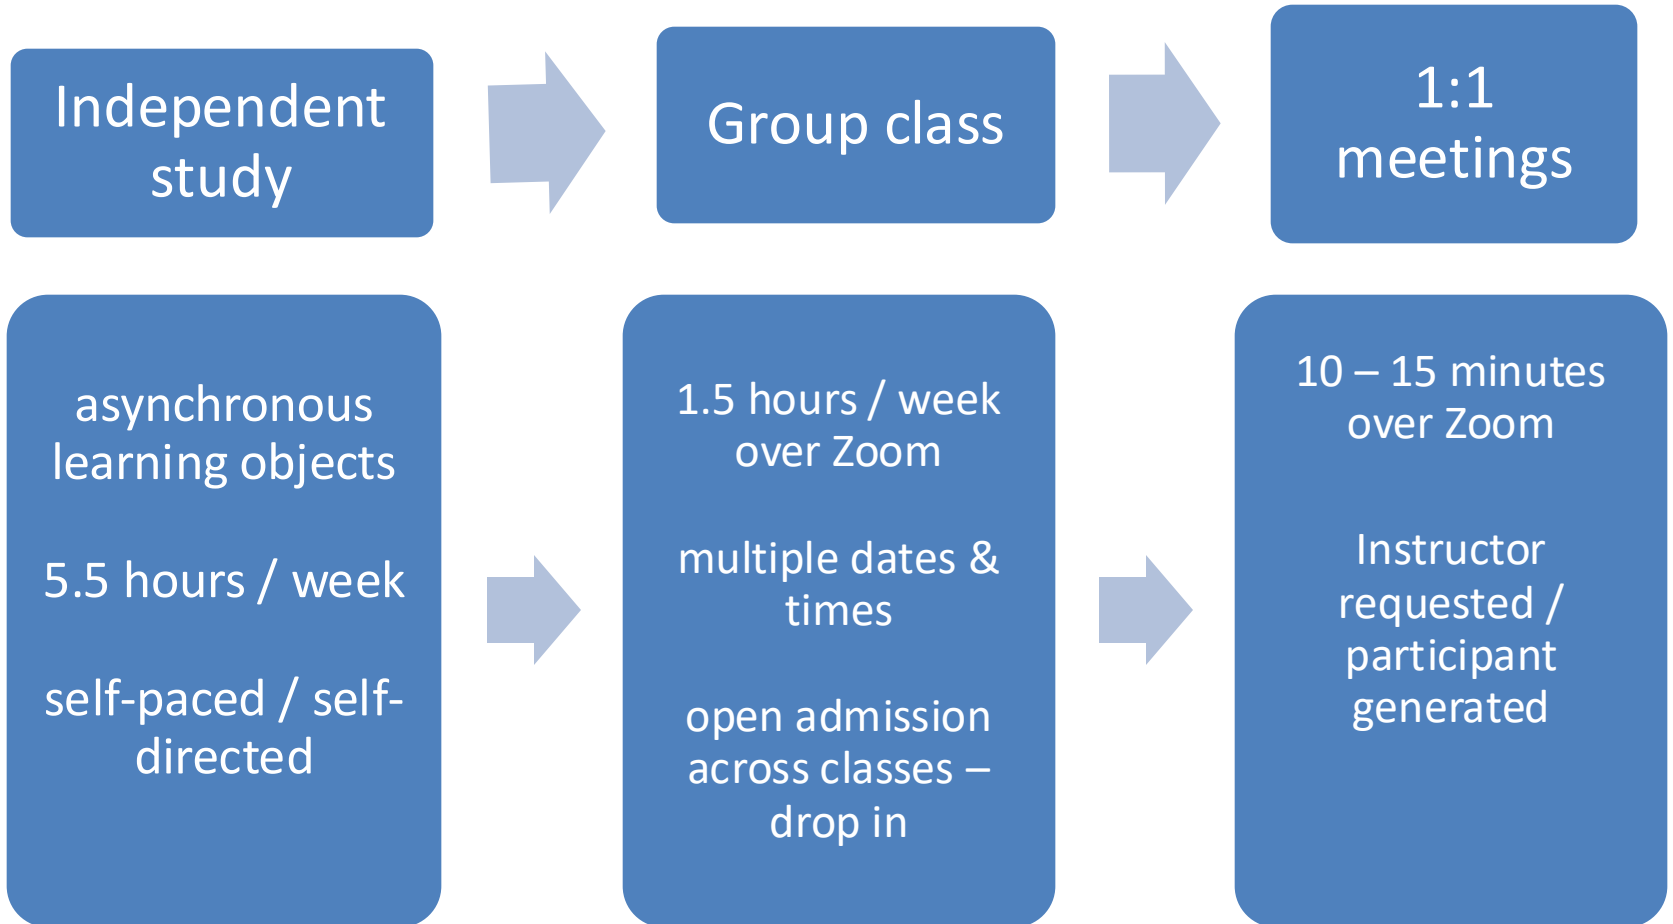 Independent
study
Group class
1:1
meetings
asynchronous
learning objects
5.5 hours / week
self-paced / self-
directed
1.5 hours / week
over Zoom
multiple dates &
times
open admission
across classes –
drop in
10 – 15 minutes
over Zoom
Instructor
requested /
participant
generated